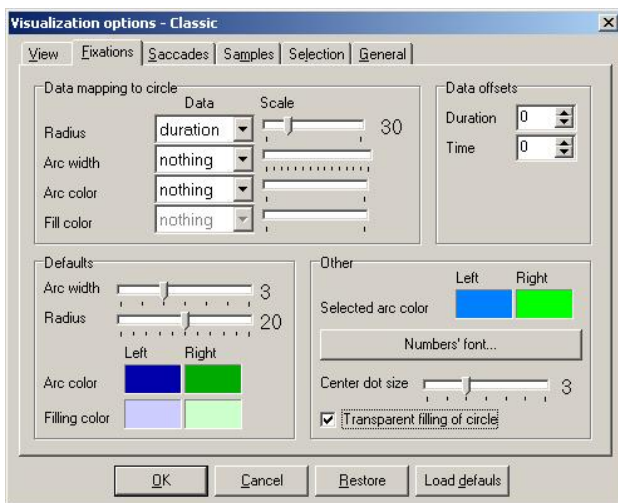 Visualization options - Classic
View Fixations Saccades Samples Selection General
Data mapping to circle
Data Scale
Radius duration 30
Arc width nothing
Arc color nothing
Fill color nothing
Data offsets
Duration 0
Time 0
Defaults
Arc width 3
Radius 20
Left Right
Arc color
Filling color
Other
Left Right
Selected arc color
Numbers' font...
Center dot size 3
Transparent filling of circle
OK Cancel Restore Load defauls